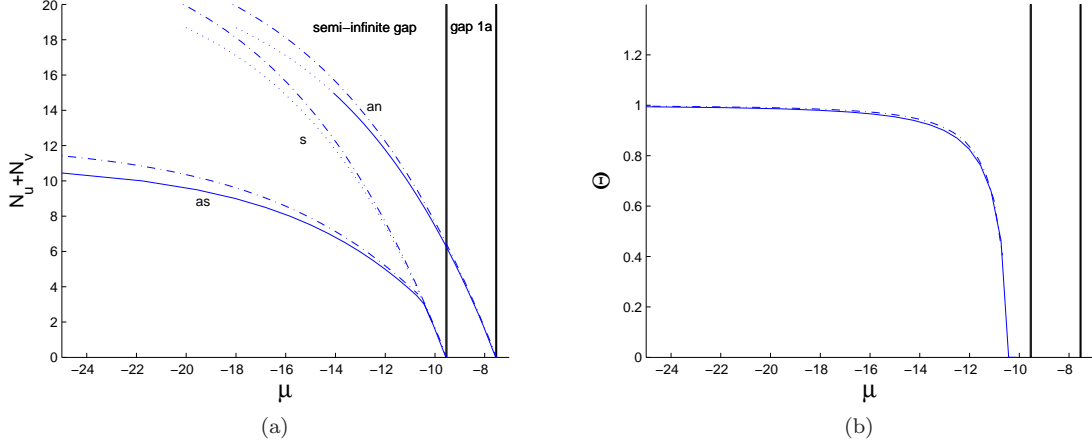 20
18
16
14
12
10
8
6
4
2
0
N_u+N_v
semi−infinite gap
gap 1a
an
s
as
−24 −22 −20 −18 −16 −14 −12 −10 −8
μ
(a)
1.2
1
0.8
0.6
0.4
0.2
0
Θ
−24 −22 −20 −18 −16 −14 −12 −10 −8
μ
(b)